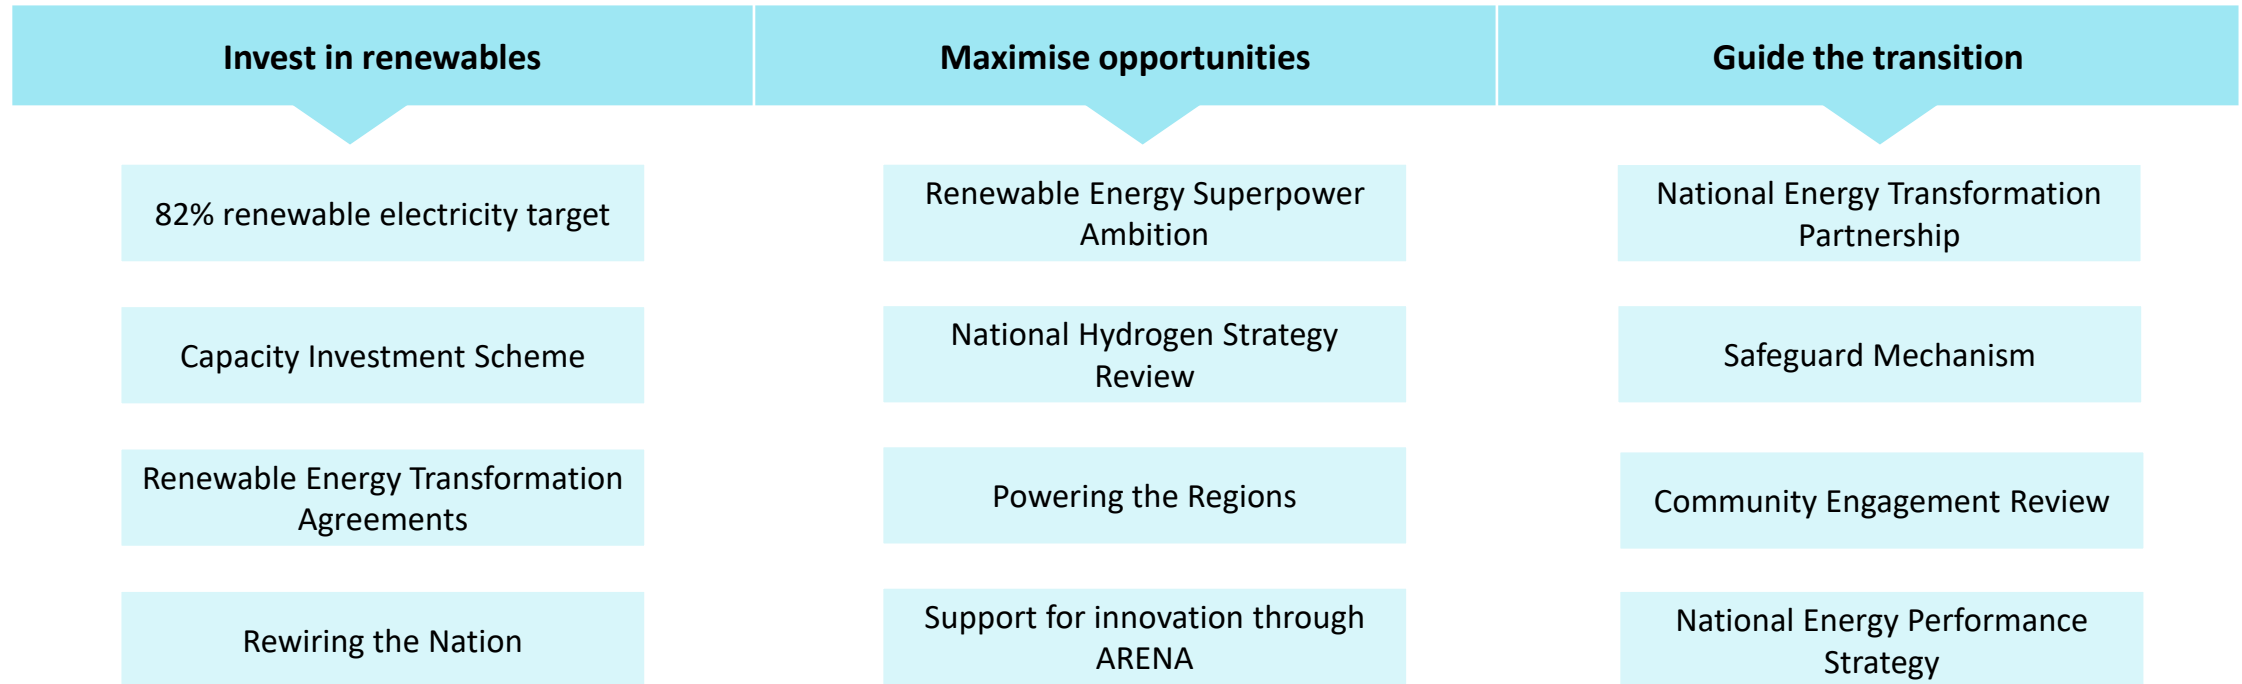 Invest in renewables
82% renewable electricity target
Capacity Investment Scheme
Renewable Energy Transformation
Agreements
Rewiring the Nation
Maximise opportunities
Renewable Energy Superpower
Ambition
National Hydrogen Strategy
Review
Powering the Regions
Support for innovation through
ARENA
Guide the transition
National Energy Transformation
Partnership
Safeguard Mechanism
Community Engagement Review
National Energy Performance
Strategy